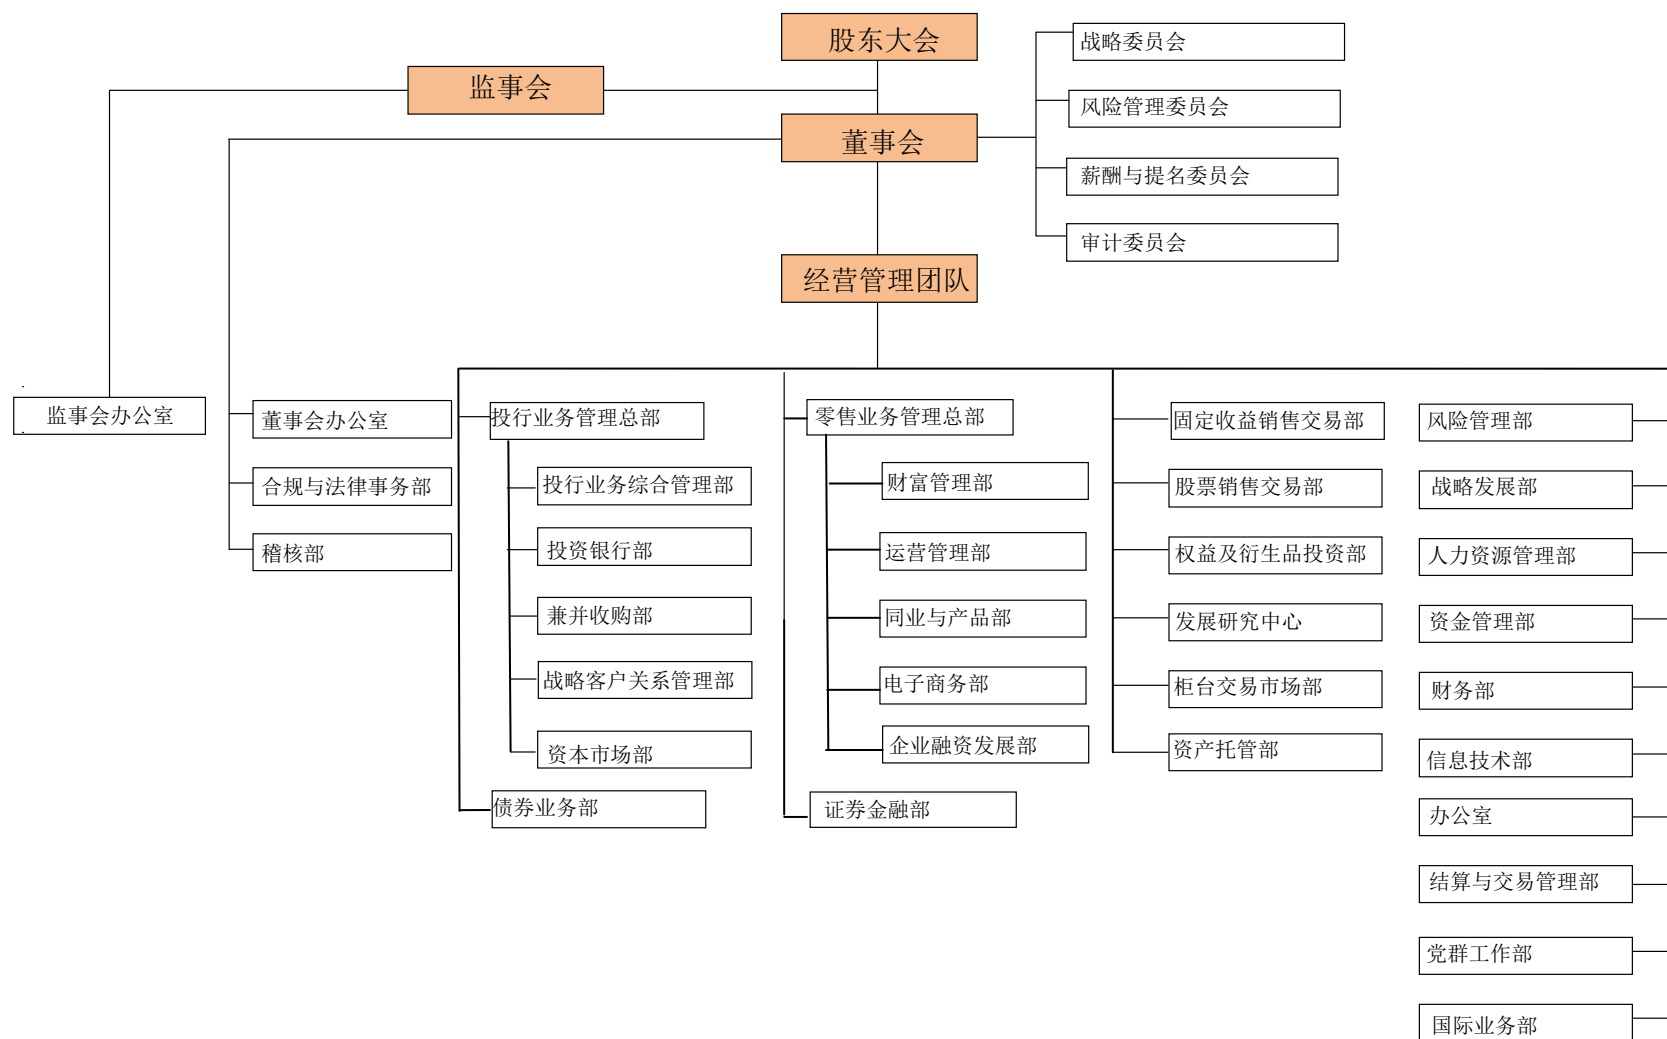 股东大会
监事会
董事会
经营管理团队
战略委员会
风险管理委员会
薪酬与提名委员会
审计委员会
监事会办公室
董事会办公室
合规与法律事务部
稽核部
投行业务管理总部
投行业务综合管理部
投资银行部
兼并收购部
战略客户关系管理部
资本市场部
债券业务部
零售业务管理总部
财富管理部
运营管理部
同业与产品部
电子商务部
企业融资发展部
证券金融部
固定收益销售交易部
股票销售交易部
权益及衍生品投资部
发展研究中心
柜台交易市场部
资产托管部
风险管理部
战略发展部
人力资源管理部
资金管理部
财务部
信息技术部
办公室
结算与交易管理部
党群工作部
国际业务部